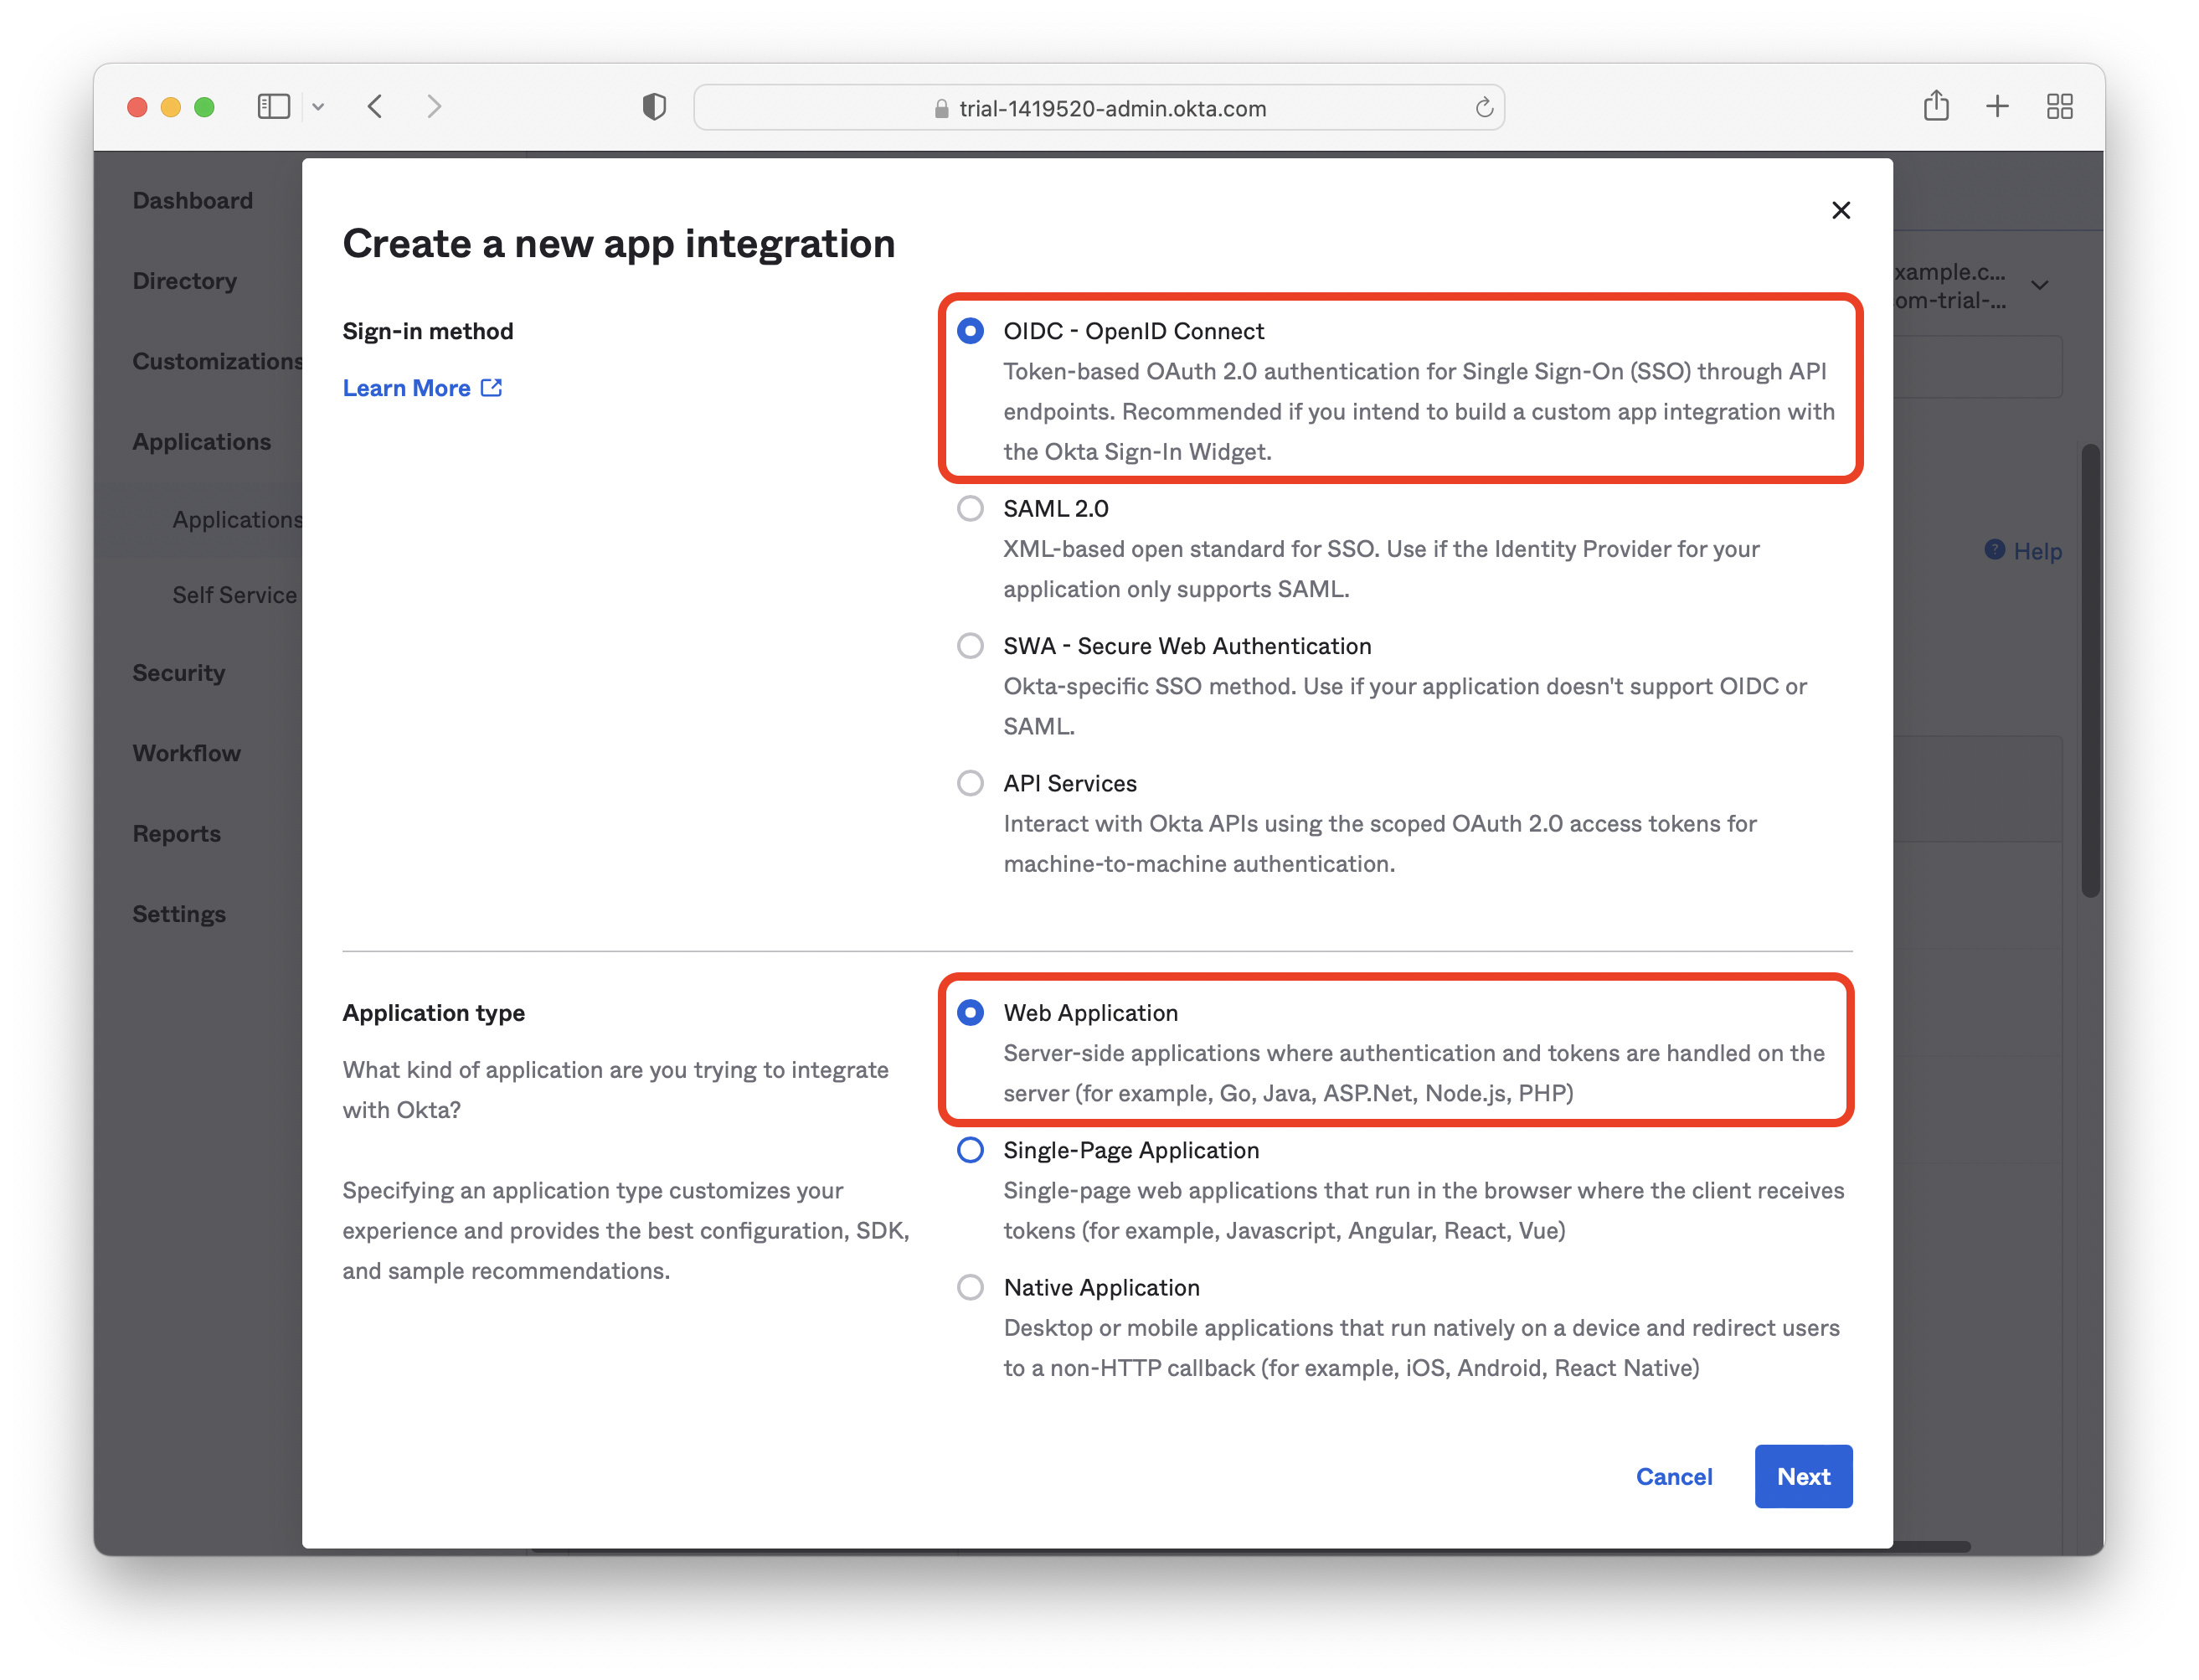 trial-1419520-admin.okta.com
Dashboard
Directory
Customizations
Applications
Applications
Self Service
Security
Workflow
Reports
Settings
xample.c...
om-trial-...
Help
Create a new app integration
Sign-in method
Learn More
OIDC - OpenID Connect
Token-based OAuth 2.0 authentication for Single Sign-On (SSO) through API
endpoints. Recommended if you intend to build a custom app integration with
the Okta Sign-In Widget.
SAML 2.0
XML-based open standard for SSO. Use if the Identity Provider for your
application only supports SAML.
SWA - Secure Web Authentication
Okta-specific SSO method. Use if your application doesn't support OIDC or
SAML.
API Services
Interact with Okta APIs using the scoped OAuth 2.0 access tokens for
machine-to-machine authentication.
Application type
What kind of application are you trying to integrate
with Okta?
Specifying an application type customizes your
experience and provides the best configuration, SDK,
and sample recommendations.
Web Application
Server-side applications where authentication and tokens are handled on the
server (for example, Go, Java, ASP.Net, Node.js, PHP)
Single-Page Application
Single-page web applications that run in the browser where the client receives
tokens (for example, Javascript, Angular, React, Vue)
Native Application
Desktop or mobile applications that run natively on a device and redirect users
to a non-HTTP callback (for example, iOS, Android, React Native)
Cancel
Next